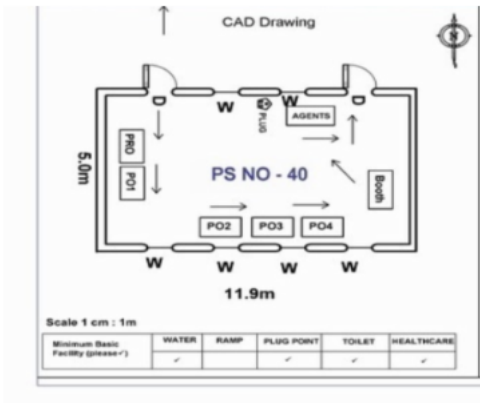 CAD Drawing
N
D
W
W
D
PLUG
AGENTS
PRO
PO1
5.0m
PS NO - 40
Booth
PO2
PO3
PO4
W
W
W
W
11.9m
Scale 1 cm : 1m
Minimum Basic
Facility (please✓)
WATER
RAMP
PLUG POINT
TOILET
HEALTHCARE
✓
✓
✓
✓